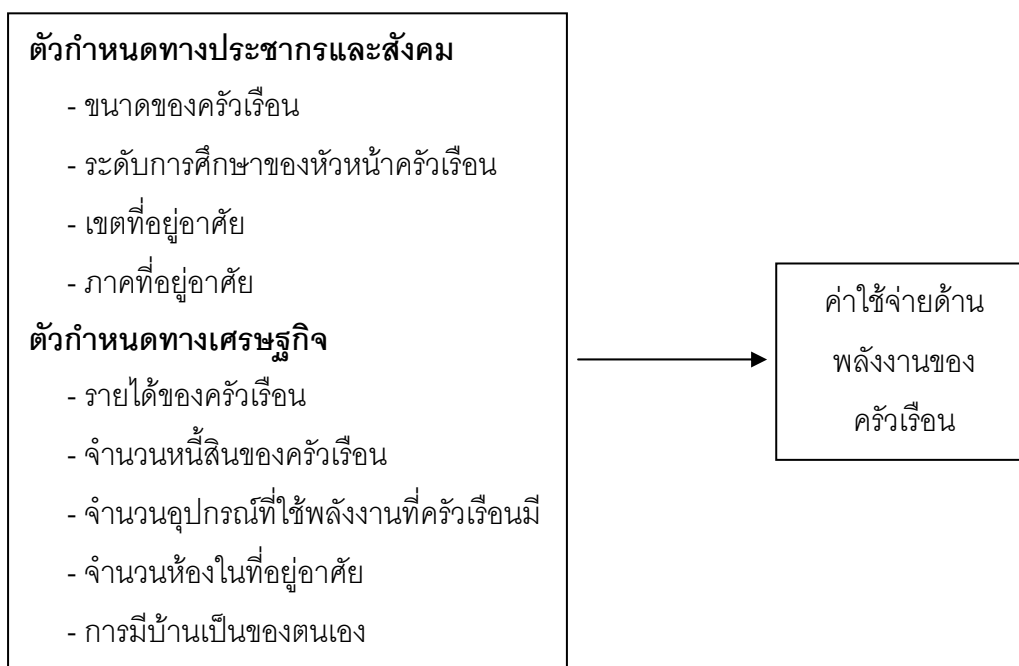 ตัวกำหนดทางประชากรและสังคม
- ขนาดของครัวเรือน
- ระดับการศึกษาของหัวหน้าครัวเรือน
- เขตที่อยู่อาศัย
- ภาคที่อยู่อาศัย
ตัวกำหนดทางเศรษฐกิจ
- รายได้ของครัวเรือน
- จำนวนหนี้สินของครัวเรือน
- จำนวนอุปกรณ์ที่ใช้พลังงานที่ครัวเรือนมี
- จำนวนห้องในที่อยู่อาศัย
- การมีบ้านเป็นของตนเอง
ค่าใช้จ่ายด้าน
พลังงานของ
ครัวเรือน